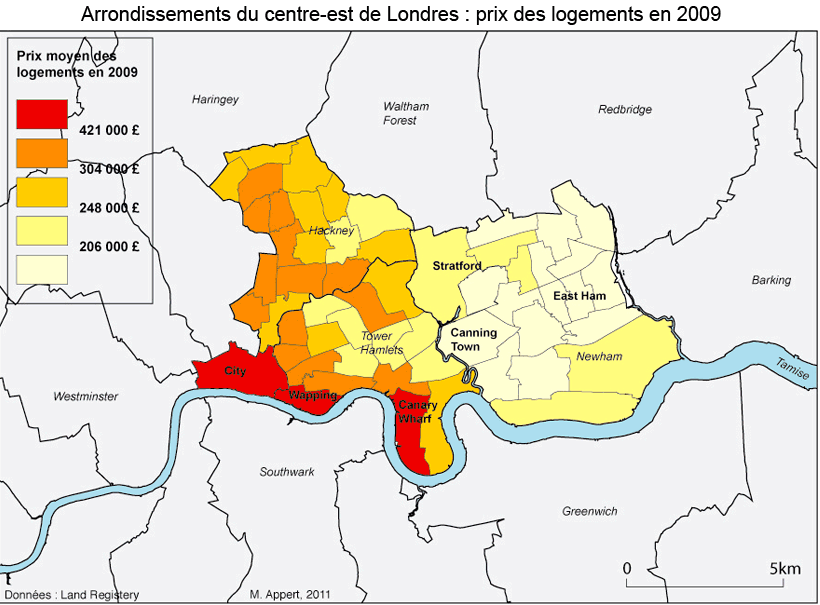 Arrondissements du centre-est de Londres : prix des logements en 2009
Prix moyen des
logements en 2009
421 000 £
304 000 £
248 000 £
206 000 £
Haringey
Waltham
Forest
Redbridge
Hackney
Stratford
Barking
East Ham
Canning
Town
Tower
Hamlets
Newham
Tamise
City
Wapping
Canary
Wharf
Westminster
Southwark
Greenwich
0
5km
Données : Land Registery
M. Appert, 2011